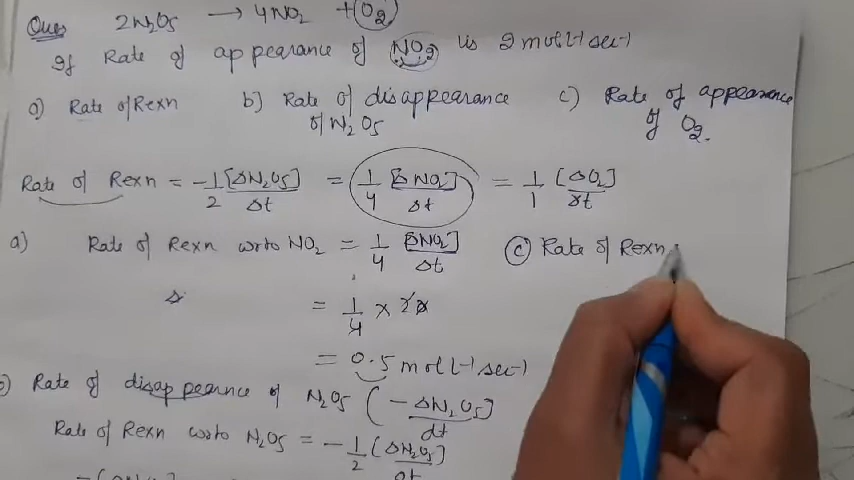 Ques 2N₂O₅ → 4NO₂ + O₂
If Rate of appearance of NO₂ is 2 mol l⁻¹ sec⁻¹
a) Rate of Rexn b) Rate of disappearance of N₂O₅ c) Rate of appearance of O₂.
Rate of Rexn = -1/2 [ΔN₂O₅]/Δt = 1/4 [ΔNO₂]/Δt = 1/1 [ΔO₂]/Δt
a) Rate of Rexn w.r.to NO₂ = 1/4 [ΔNO₂]/Δt
= 1/4 × 2
= 0.5 mol l⁻¹ sec⁻¹
(c) Rate of Rexn
b) Rate of disappearnce of N₂O₅ (- ΔN₂O₅]/dt
Rate of Rexn w.r.to N₂O₅ = -1/2 (ΔN₂O₅]/Δt